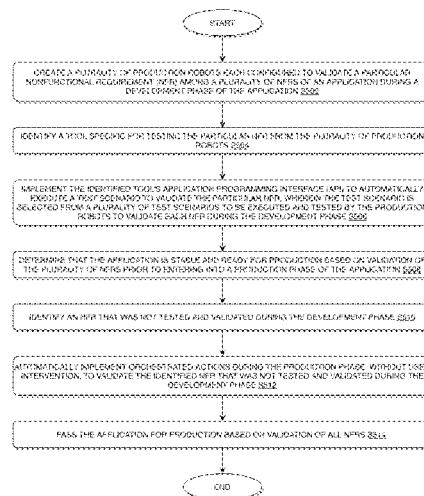 START
CREATE A PLURALITY OF PRODUCTION ROBOTS EACH CONFIGURED TO VALIDATE A PARTICULAR
NONFUNCTIONAL REQUIREMENT (NFR) AMONG A PLURALITY OF NFRS OF AN APPLICATION DURING A
DEVELOPMENT PHASE OF THE APPLICATION
IDENTIFY A TOOL SPECIFIC FOR TESTING THE PARTICULAR NFR FROM THE PLURALITY OF PRODUCTION
ROBOTS
IMPLEMENT THE IDENTIFIED TOOLS APPLICATION PROGRAMMING INTERFACE (API) TO AUTOMATICALLY
EXECUTE A TEST SCENARIO TO VALIDATE THE PARTICULAR NFR, WHEREIN THE TEST SCENARIO IS
SELECTED FROM A PLURALITY OF TEST SCENARIOS TO BE EXECUTED AND TESTED BY THE PRODUCTION
ROBOTS TO VALIDATE EACH NFR DURING THE DEVELOPMENT PHASE
DETERMINE THAT THE APPLICATION IS STABLE AND READY FOR PRODUCTION BASED ON VALIDATION OF
THE PLURALITY OF NFRS PRIOR TO ENTERING INTO A PRODUCTION PHASE OF THE APPLICATION
IDENTIFY AN NFR THAT WAS NOT TESTED AND VALIDATED DURING THE DEVELOPMENT PHASE
AUTOMATICALLY IMPLEMENT ORCHESTRATED ACTIONS DURING THE PRODUCTION PHASE, WITHOUT USER
INTERVENTION, TO VALIDATE THE IDENTIFIED NFR THAT WAS NOT TESTED AND VALIDATED DURING THE
DEVELOPMENT PHASE
PASS THE APPLICATION FOR PRODUCTION BASED ON VALIDATION OF ALL NFRS
END